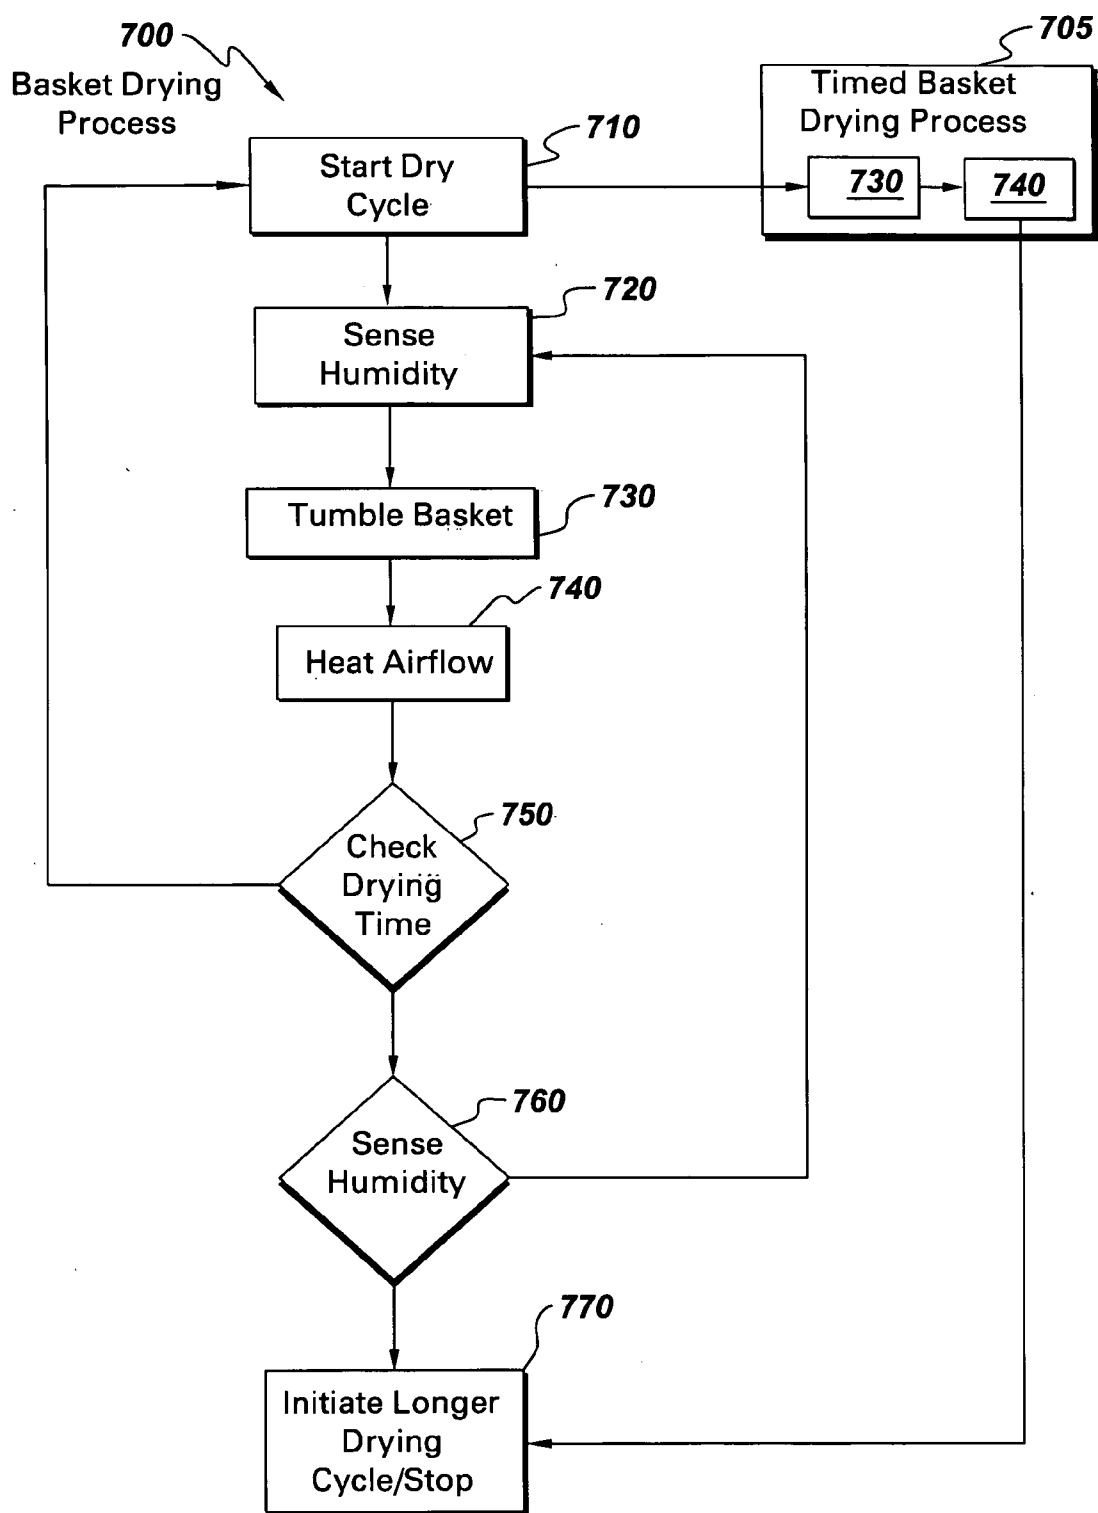 700
Basket Drying
Process
705
Timed Basket
Drying Process
730
740
710
Start Dry
Cycle
720
Sense
Humidity
730
Tumble Basket
740
Heat Airflow
750
Check
Drying
Time
760
Sense
Humidity
770
Initiate Longer
Drying
Cycle/Stop